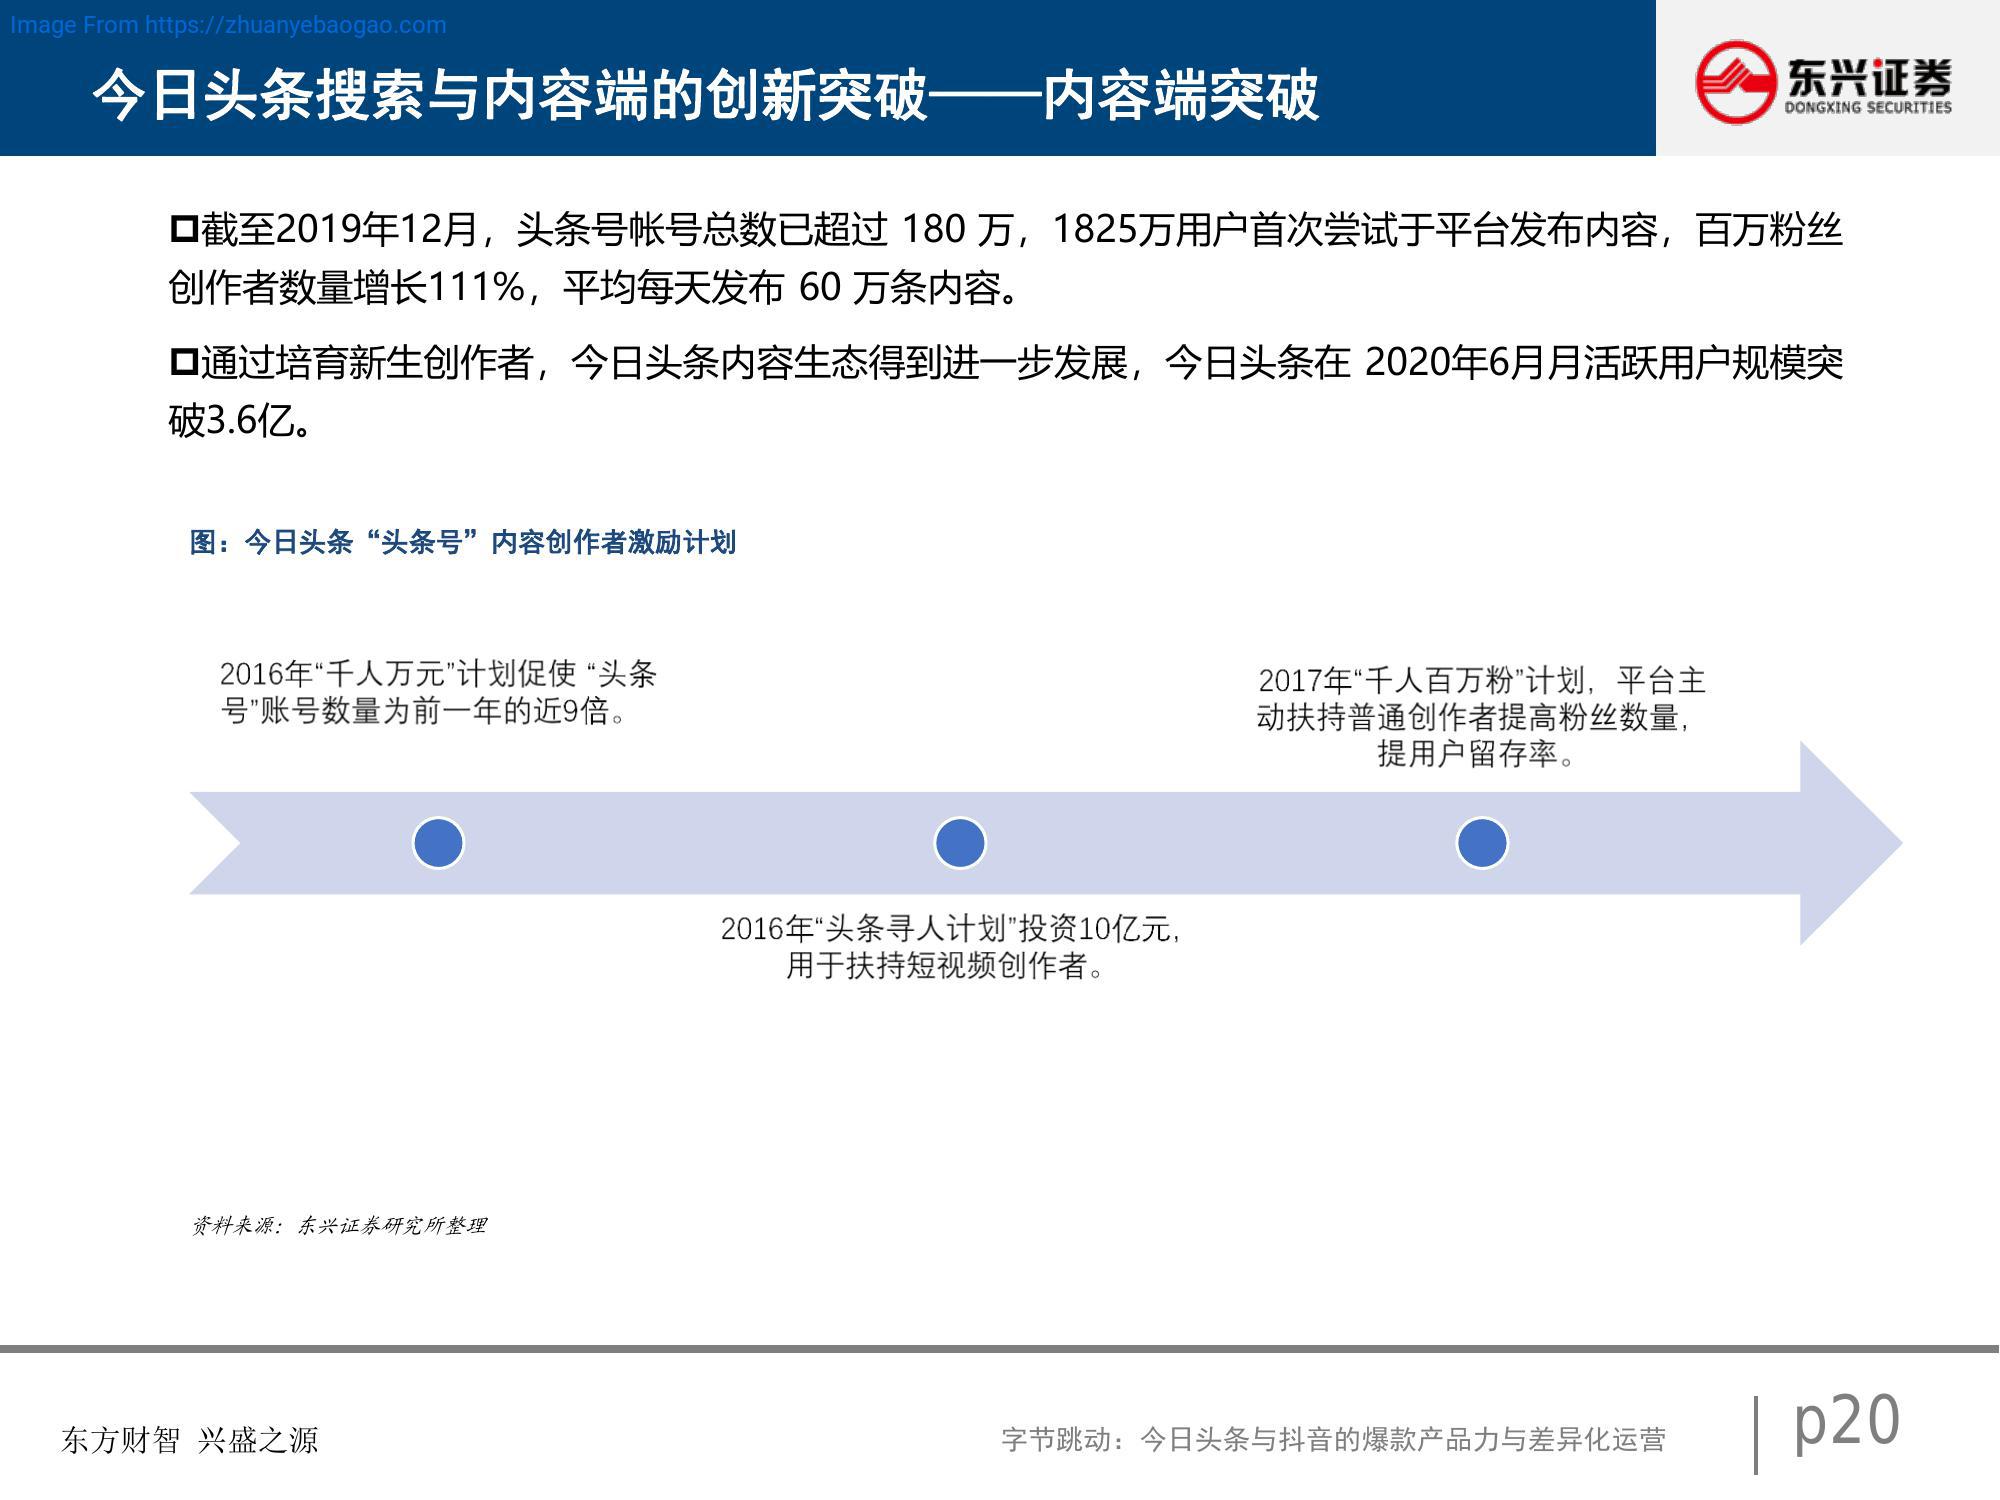 Image From https://zhuanyebaogao.com
今日头条搜索与内容端的创新突破——内容端突破
东兴证券
DONGXING SECURITIES
截至2019年12月，头条号帐号总数已超过 180 万，1825万用户首次尝试于平台发布内容，百万粉丝
创作者数量增长111%，平均每天发布 60 万条内容。
通过培育新生创作者，今日头条内容生态得到进一步发展，今日头条在 2020年6月月活跃用户规模突
破3.6亿。
图：今日头条“头条号”内容创作者激励计划
2016年“千人万元”计划促使 “头条
号”账号数量为前一年的近9倍。
2017年“千人百万粉”计划，平台主
动扶持普通创作者提高粉丝数量，
提用户留存率。
2016年“头条寻人计划”投资10亿元，
用于扶持短视频创作者。
资料来源：东兴证券研究所整理
东方财智 兴盛之源
字节跳动：今日头条与抖音的爆款产品力与差异化运营
p20